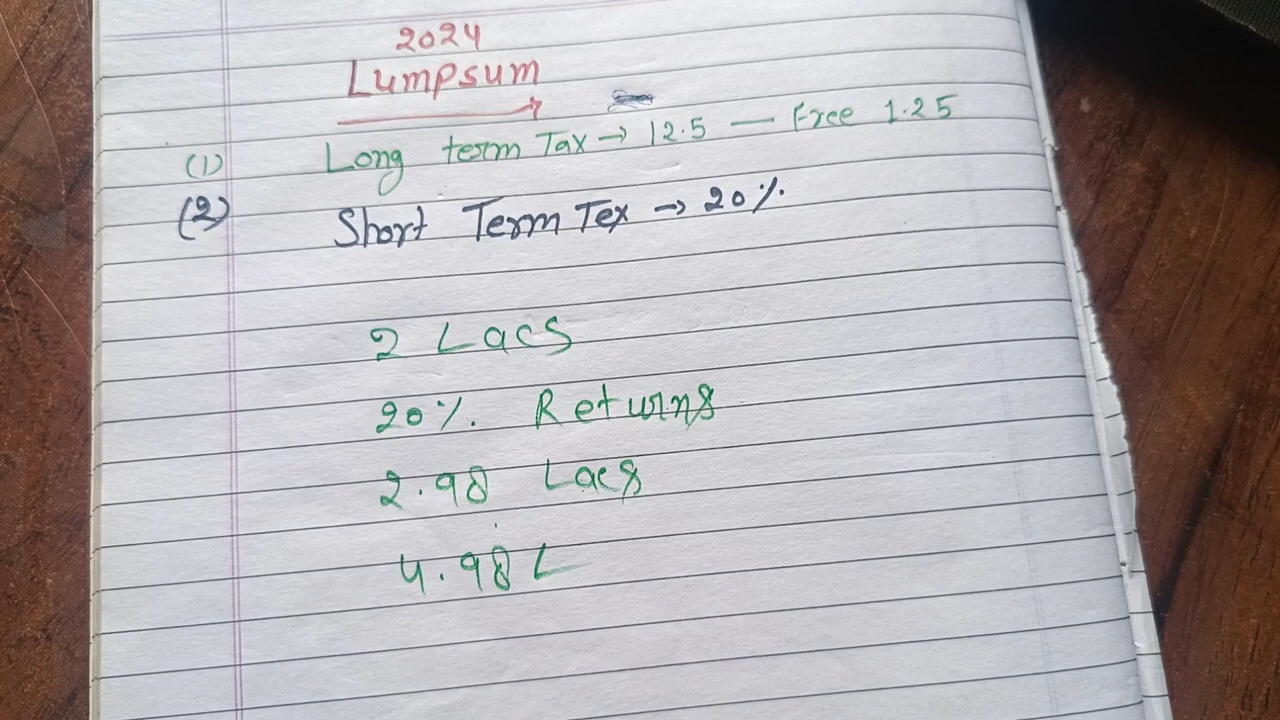 2024
Lumpsum
(1) Long term Tax → 12.5 — Free 1.25
(2) Short Term Tex → 20%
2 Lacs
20% Returns
2.98 Lacs
4.98 L